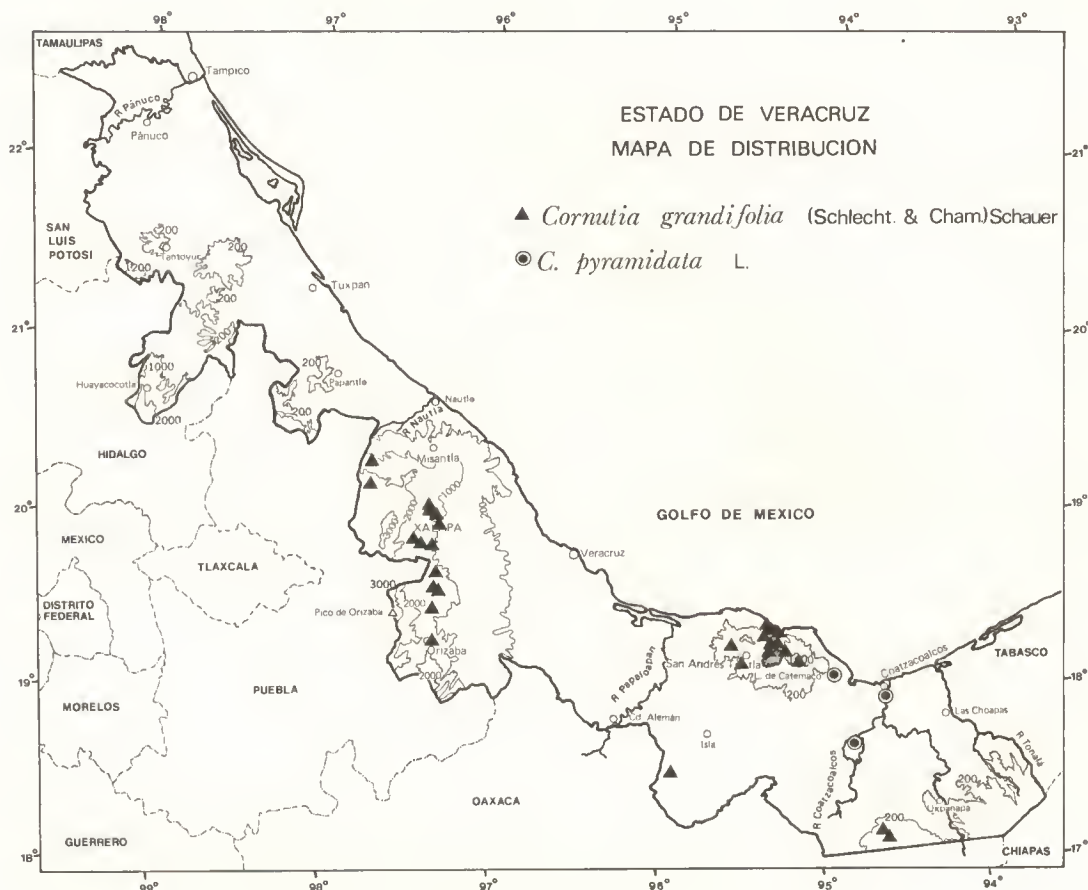 98° 97° 96° 95° 94° 93°
TAMAULIPAS
Tampico
R Pánuco
Pánuco
ESTADO DE VERACRUZ
MAPA DE DISTRIBUCION
22°
21°
Cornutia grandifolia (Schlecht. & Cham.) Schauer
C. pyramidata L.
SAN
LUIS
POTOSI
200
200
1200
200
Tuxpan
21°
20°
1000
Huayacocotla
2000
200
Papantla
200
Nautla
R Nautla
Misantla
HIDALGO
1000
2000
3000
200
20°
19°
XALAPA
GOLFO DE MEXICO
MEXICO
TLAXCALA
Veracruz
DISTRITO
FEDERAL
3000
2000
Pico de Orizaba
Orizaba
2000
PUEBLA
MORELOS
19°
18°
R Papaloapan
San Andrés Tuxtla
L. de Catemaco
200
Coatzacoalcos
TABASCO
Las Choapas
Cd. Alemán
Isla
R Tonalá
R Coatzacoalcos
200
Uxpanapa
200
OAXACA
GUERRERO
CHIAPAS
18°
17°
99° 98° 97° 96° 95° 94°